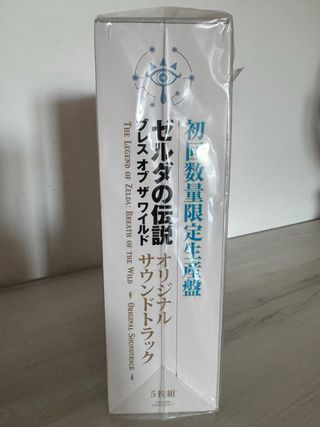 初回数量限定生産盤
ゼルダの伝説
ブレス オブ ザ ワイルド
オリジナル
サウンドトラック
THE LEGEND OF ZELDA: BREATH OF THE WILD
ORIGINAL SOUNDTRACK
5枚組